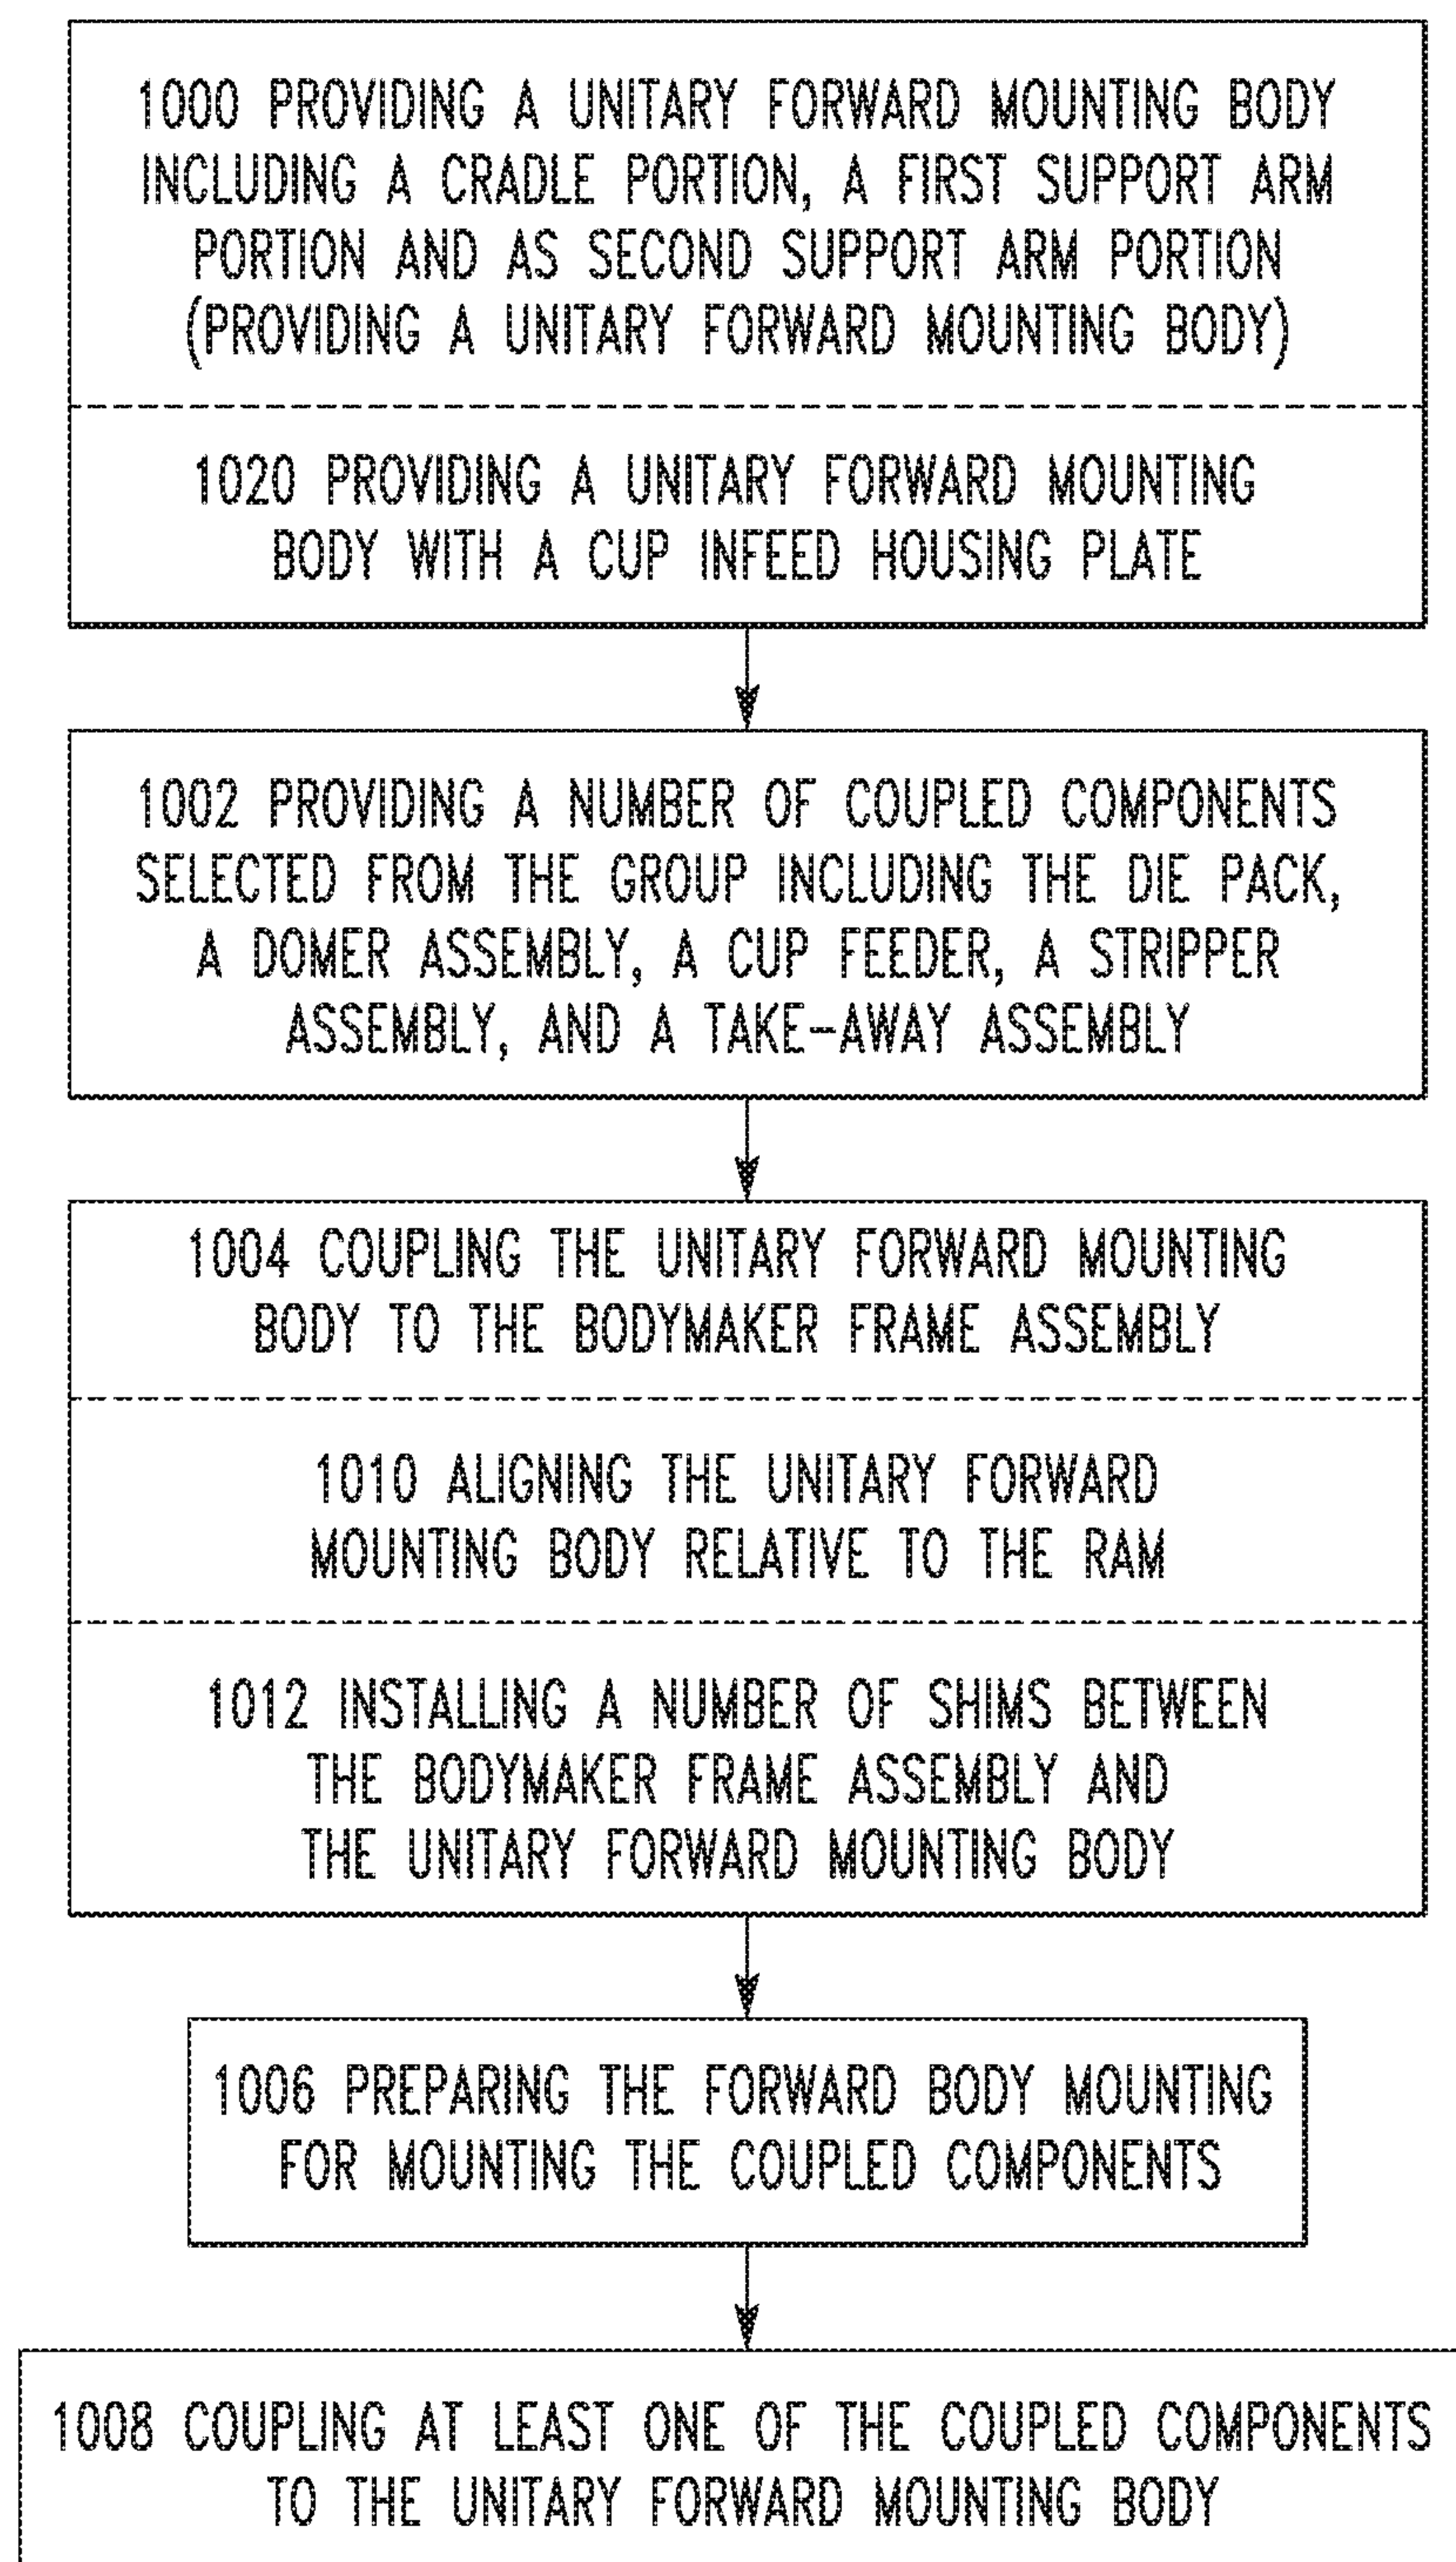 1000 PROVIDING A UNITARY FORWARD MOUNTING BODY
INCLUDING A CRADLE PORTION, A FIRST SUPPORT ARM
PORTION AND AS SECOND SUPPORT ARM PORTION
(PROVIDING A UNITARY FORWARD MOUNTING BODY)
1020 PROVIDING A UNITARY FORWARD MOUNTING
BODY WITH A CUP INFEED HOUSING PLATE
1002 PROVIDING A NUMBER OF COUPLED COMPONENTS
SELECTED FROM THE GROUP INCLUDING THE DIE PACK,
A DOMER ASSEMBLY, A CUP FEEDER, A STRIPPER
ASSEMBLY, AND A TAKE-AWAY ASSEMBLY
1004 COUPLING THE UNITARY FORWARD MOUNTING
BODY TO THE BODYMAKER FRAME ASSEMBLY
1010 ALIGNING THE UNITARY FORWARD
MOUNTING BODY RELATIVE TO THE RAM
1012 INSTALLING A NUMBER OF SHIMS BETWEEN
THE BODYMAKER FRAME ASSEMBLY AND
THE UNITARY FORWARD MOUNTING BODY
1006 PREPARING THE FORWARD BODY MOUNTING
FOR MOUNTING THE COUPLED COMPONENTS
1008 COUPLING AT LEAST ONE OF THE COUPLED COMPONENTS
TO THE UNITARY FORWARD MOUNTING BODY